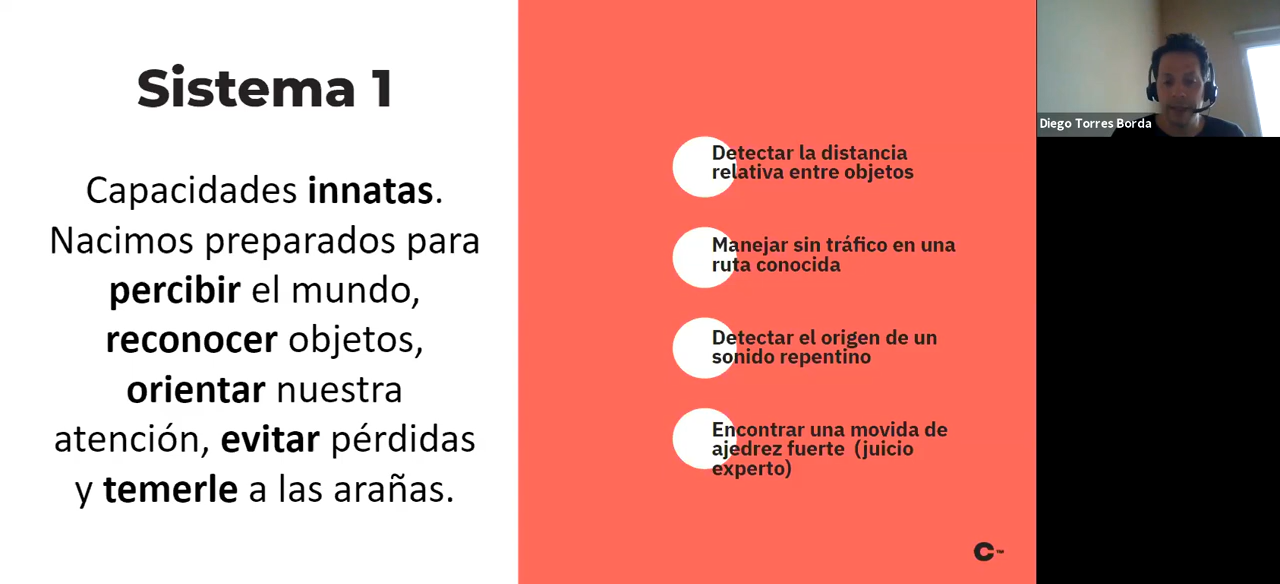 Sistema 1
Capacidades innatas.
Nacimos preparados para
percibir el mundo,
reconocer objetos,
orientar nuestra
atención, evitar pérdidas
y temerle a las arañas.
Detectar la distancia
relativa entre objetos
Manejar sin tráfico en una
ruta conocida
Detectar el origen de un
sonido repentino
Encontrar una movida de
ajedrez fuerte (juicio
experto)
C™
Diego Torres Borda